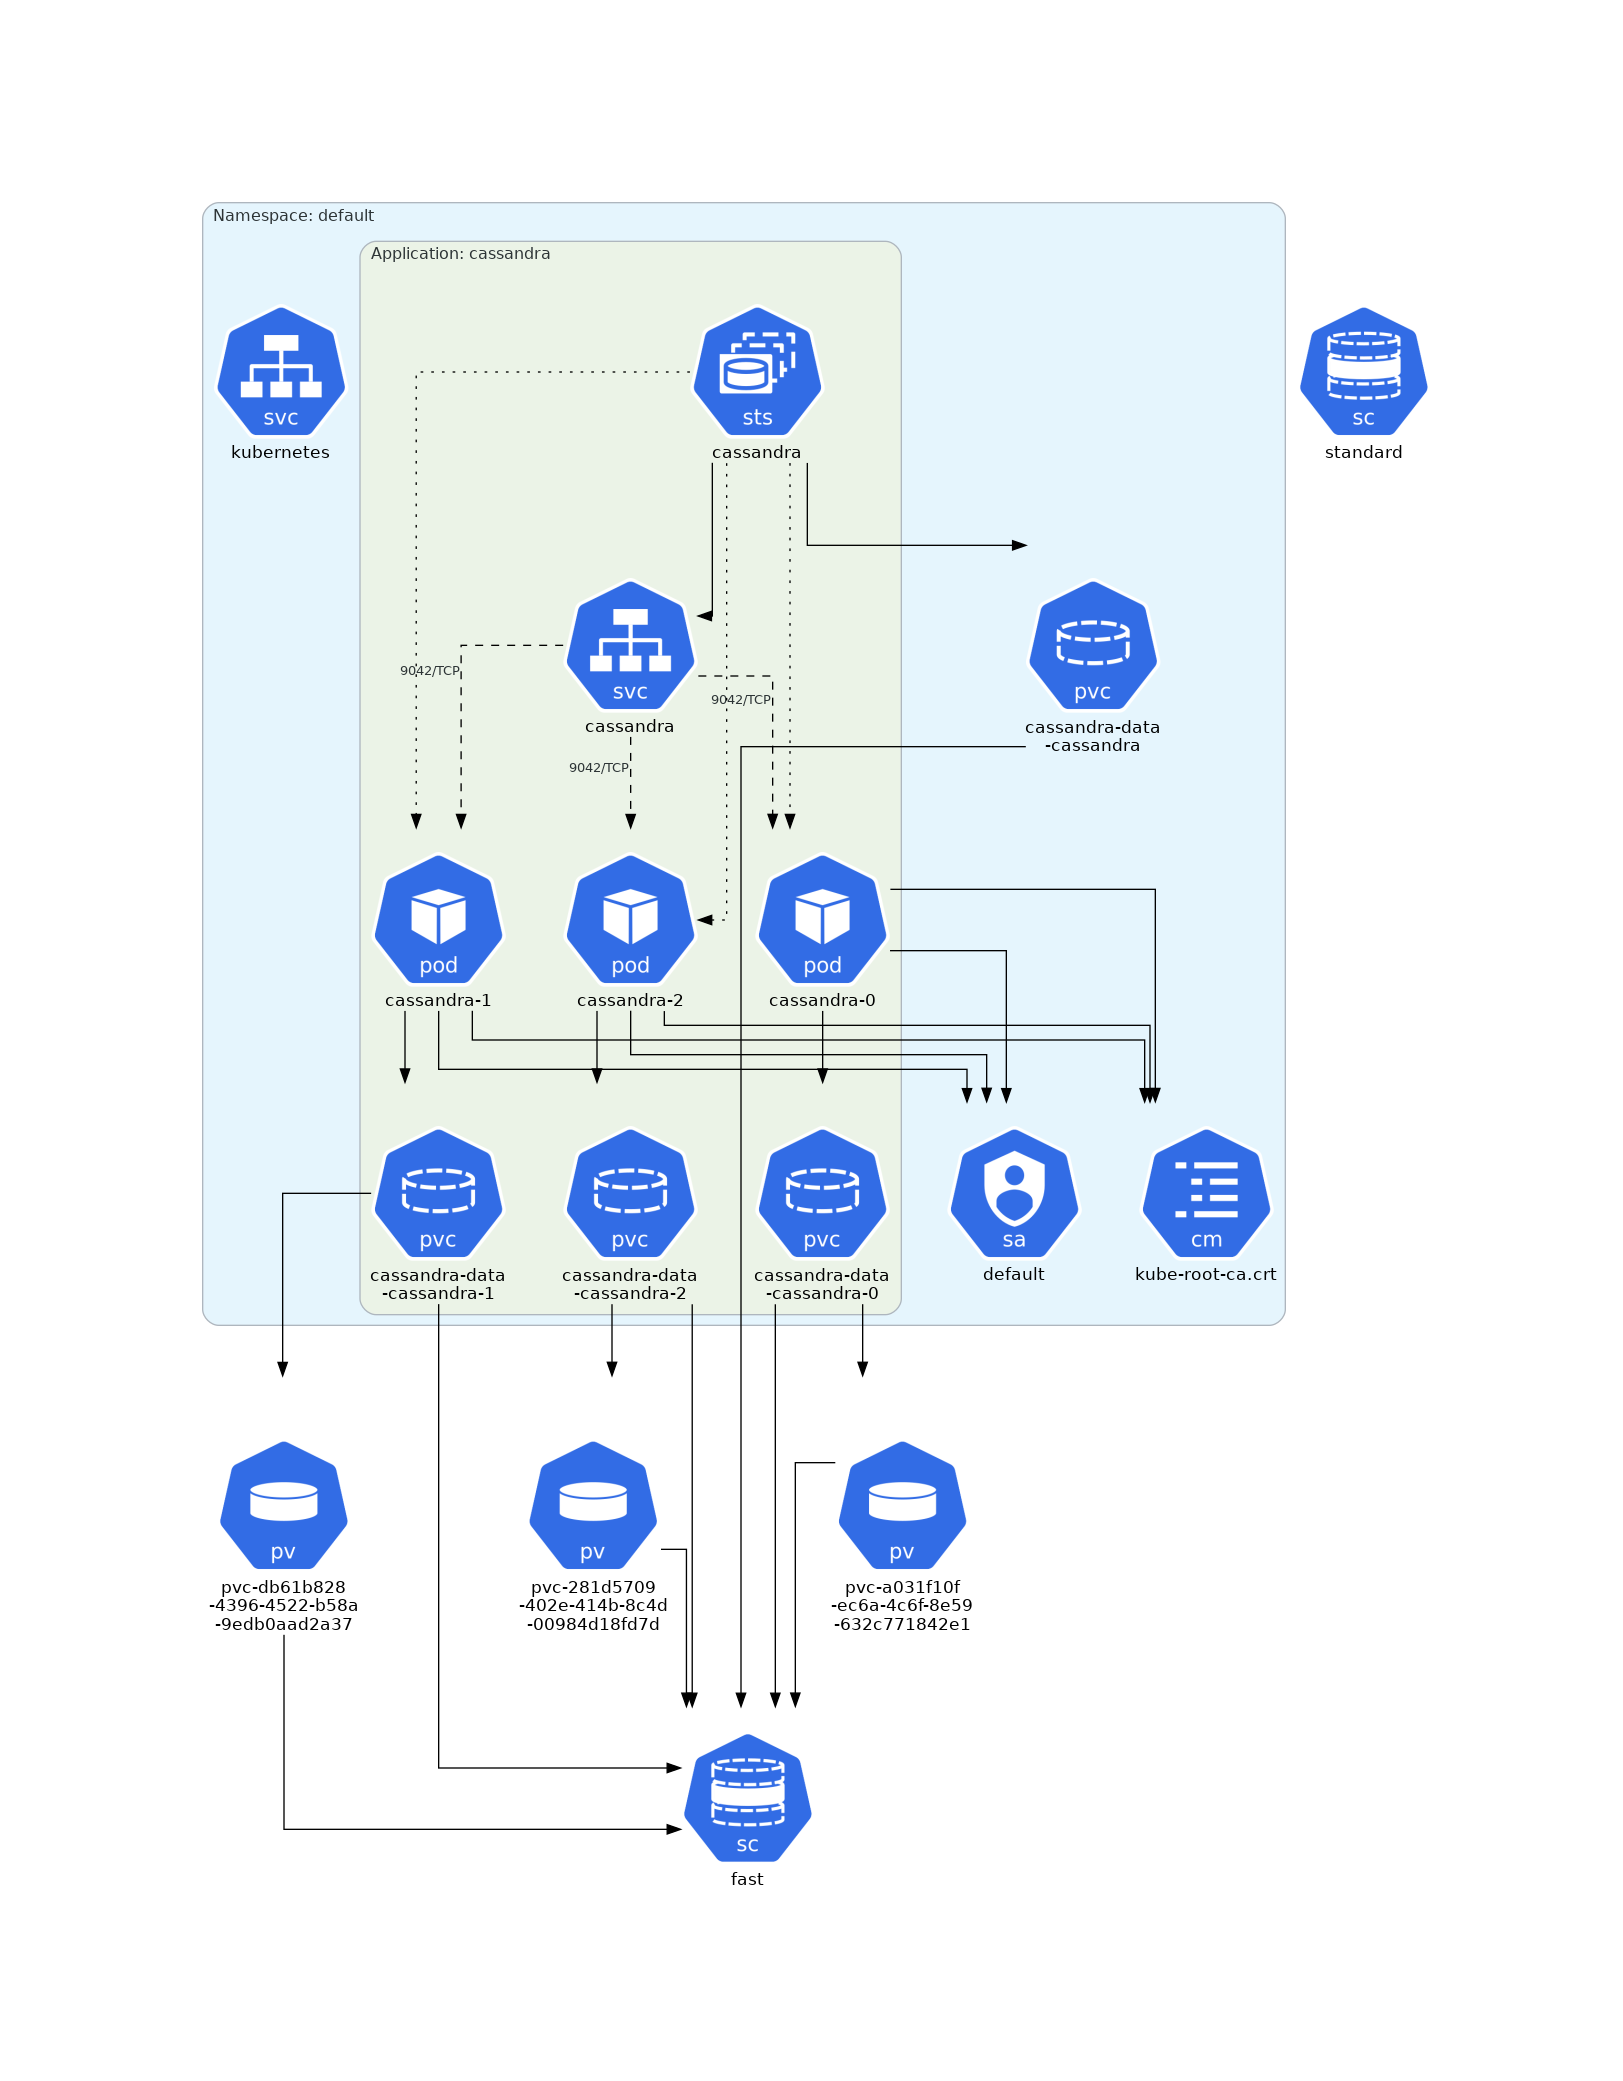 Namespace: default
Application: cassandra
svc
kubernetes
sts
cassandra
sc
standard
9042/TCP
svc
cassandra
9042/TCP
9042/TCP
pvc
cassandra-data
-cassandra
pod
cassandra-1
pod
cassandra-2
pod
cassandra-0
pvc
cassandra-data
-cassandra-1
pvc
cassandra-data
-cassandra-2
pvc
cassandra-data
-cassandra-0
sa
default
cm
kube-root-ca.crt
pv
pvc-db61b828
-4396-4522-b58a
-9edb0aad2a37
pv
pvc-281d5709
-402e-414b-8c4d
-00984d18fd7d
pv
pvc-a031f10f
-ec6a-4c6f-8e59
-632c771842e1
sc
fast